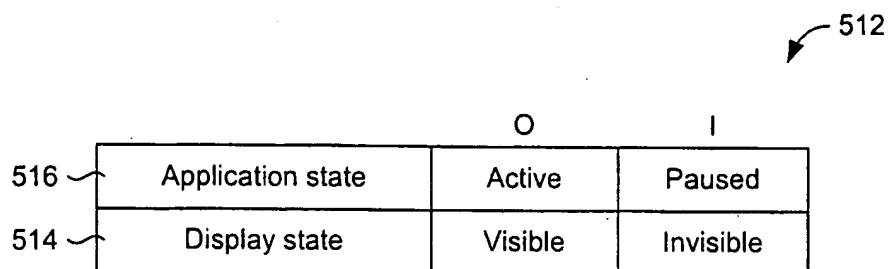 512
O I
516 Application state Active Paused
514 Display state Visible Invisible